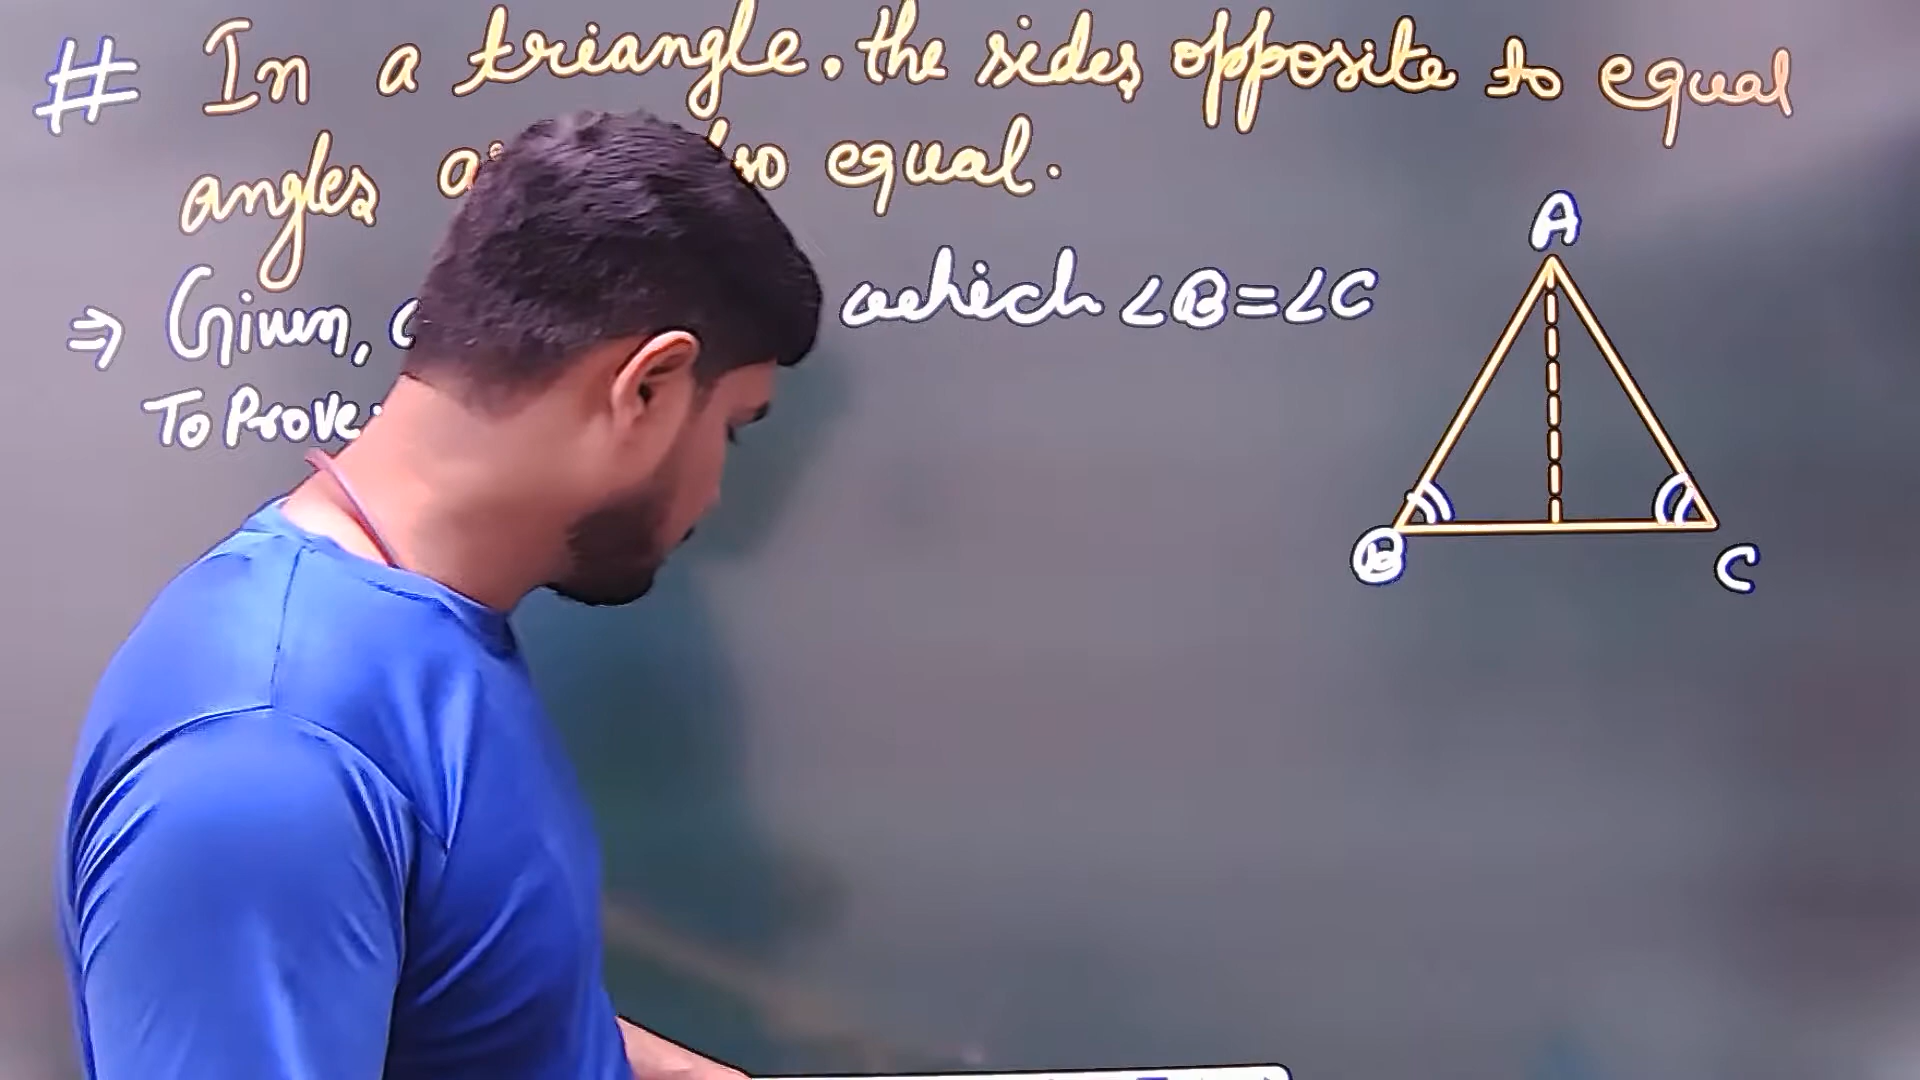 # In a triangle, the sides opposite to equal
angles equal.
⇒ Given, which ∠B=∠C
To Prove:
A
B
C